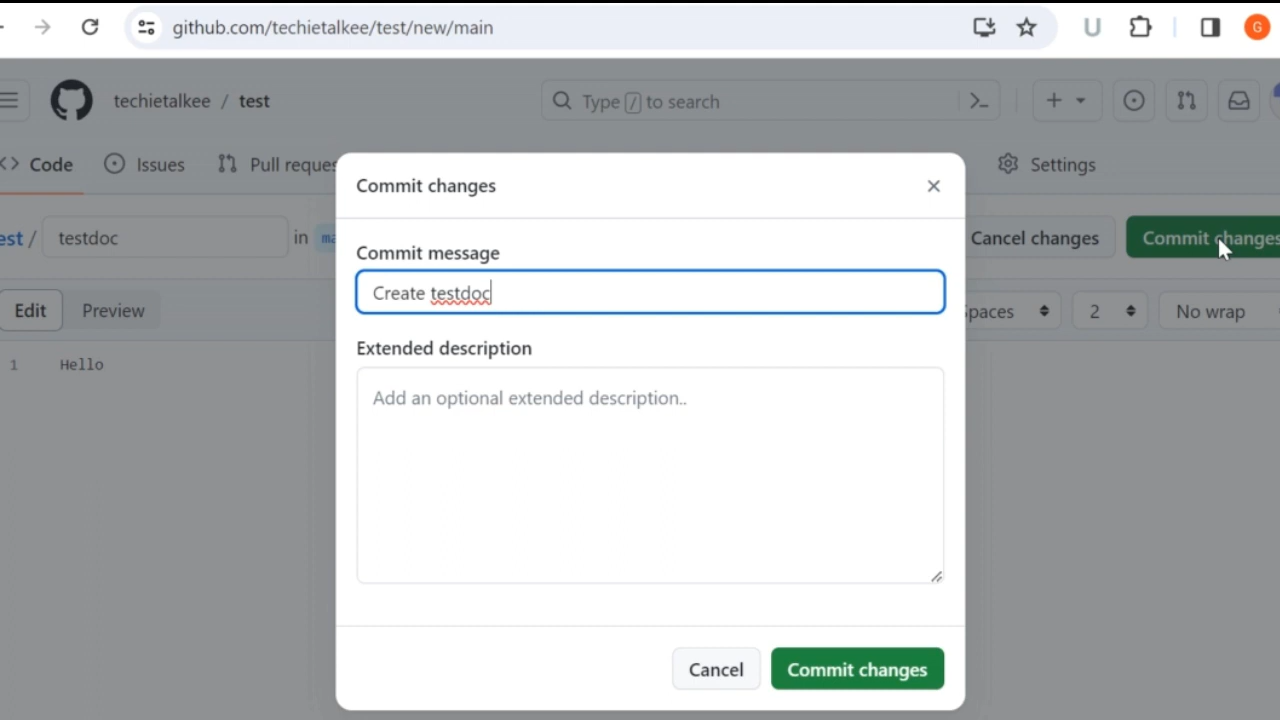 github.com/techietalkee/test/new/main
G
techietalkee / test
Type / to search
Code
Issues
Pull reques
Settings
est / testdoc in ma
Cancel changes
Commit changes
Edit
Preview
Spaces
2
No wrap
1 Hello
Commit changes
Commit message
Create testdoc
Extended description
Add an optional extended description..
Cancel
Commit changes